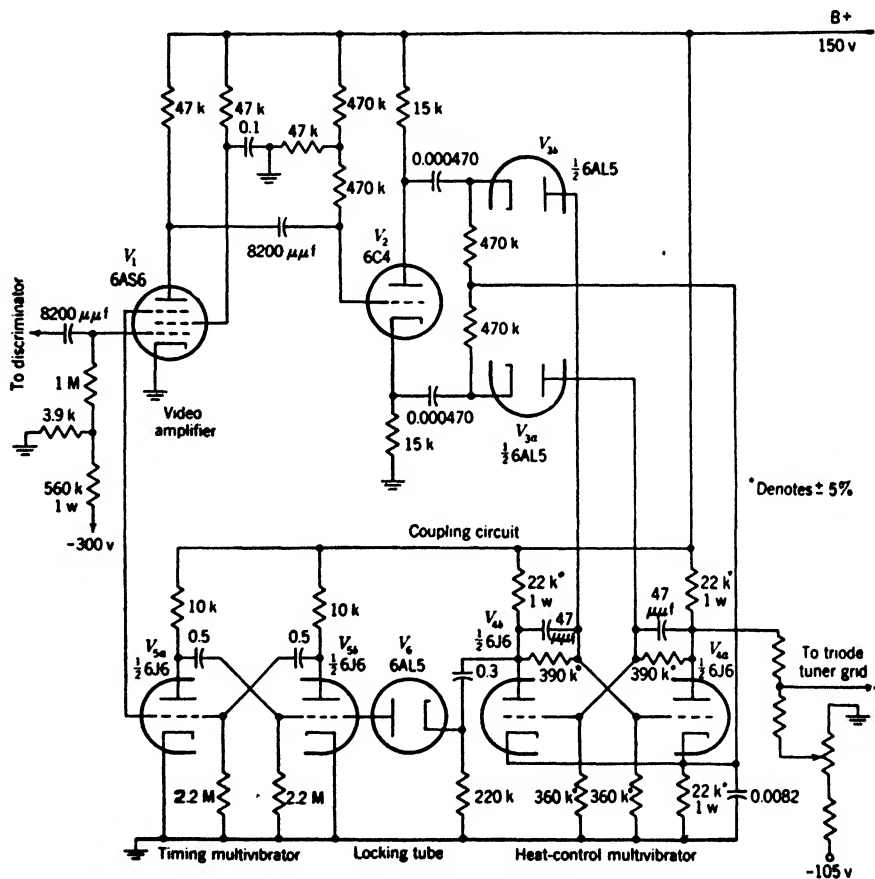 B+
150 v
47 k
47 k
470 k
15 k
0.1
47 k
V3b
½ 6AL5
0.000470
470 k
8200 μμf
V1
6AS6
V2
6C4
470 k
To discriminator
8200 μμf
470 k
1 M
3.9 k
Video
amplifier
0.000470
V3a
½ 6AL5
15 k
560 k
1 w
-300 v
*Denotes ± 5%
Coupling circuit
10 k
10 k
22 k*
1 w
47
μμf
47
μμf
22 k*
1 w
V5a
½ 6J6
0.5
0.5
V5b
½ 6J6
V6
6AL5
V4b
½ 6J6
0.3
390 k*
390 k*
V4a
½ 6J6
To triode
tuner grid
2.2 M
2.2 M
220 k
360 k*
360 k*
22 k*
1 w
0.0082
Timing multivibrator
Locking tube
Heat-control multivibrator
-105 v